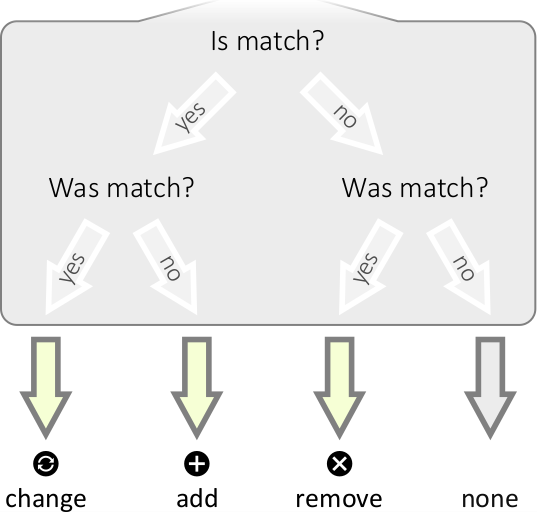 Is match?
yes
no
Was match?
Was match?
yes
no
yes
no
change
add
remove
none